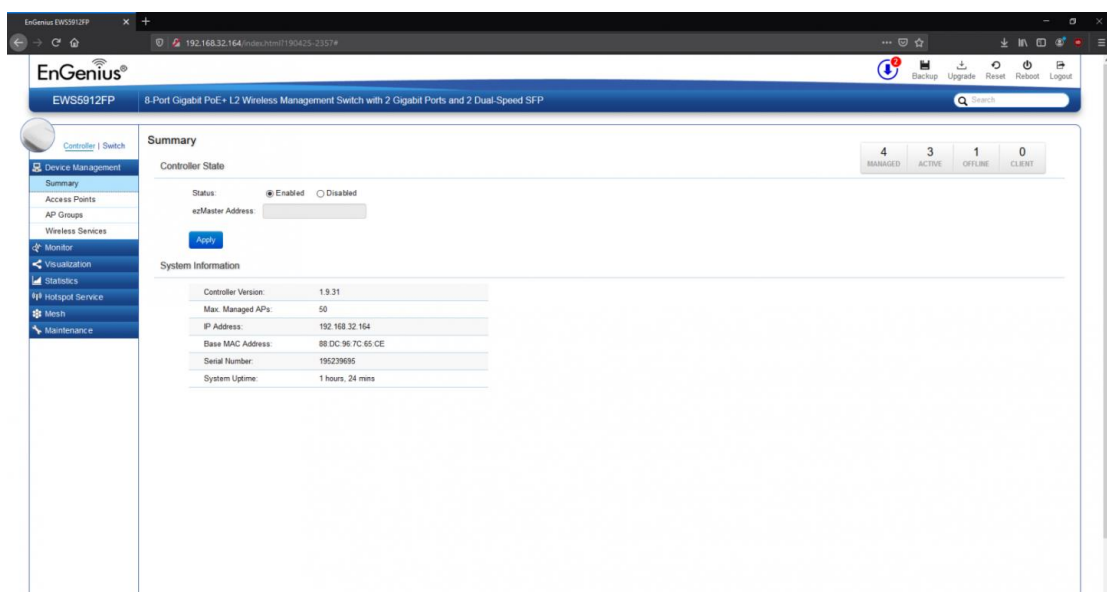 EnGenius EWS5912FP
192.168.32.164/index.html?190425-2357#
EnGenius®
2
Backup Upgrade Reset Reboot Logout
EWS5912FP
8-Port Gigabit PoE+ L2 Wireless Management Switch with 2 Gigabit Ports and 2 Dual-Speed SFP
Search
Controller | Switch
Device Management
Summary
Access Points
AP Groups
Wireless Services
Monitor
Visualization
Statistics
Hotspot Service
Mesh
Maintenance
Summary
4 3 1 0
MANAGED ACTIVE OFFLINE CLIENT
Controller State
Status: Enabled Disabled
ezMaster Address:
Apply
System Information
Controller Version: 1.9.31
Max. Managed APs: 50
IP Address: 192.168.32.164
Base MAC Address: 88:DC:96:7C:65:CE
Serial Number: 195239695
System Uptime: 1 hours, 24 mins